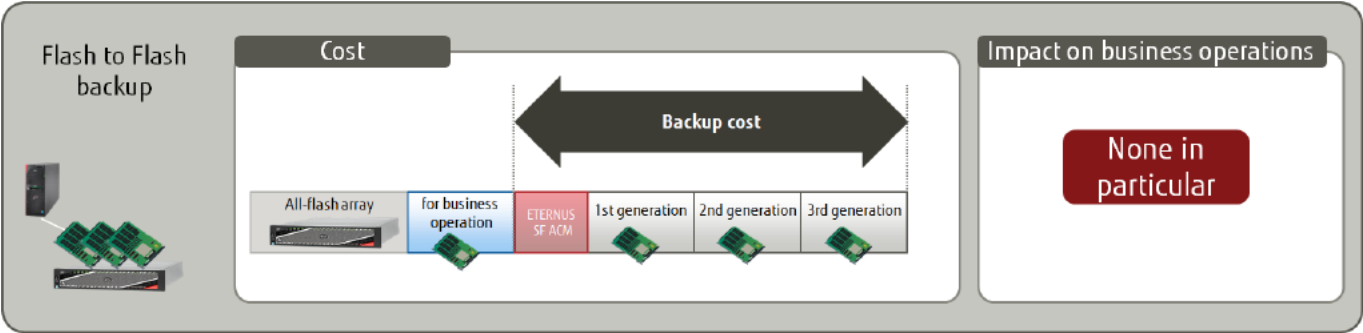 Flash to Flash
backup
Cost
Backup cost
All-flash array
for business
operation
ETERNUS
SF ACM
1st generation
2nd generation
3rd generation
Impact on business operations
None in
particular